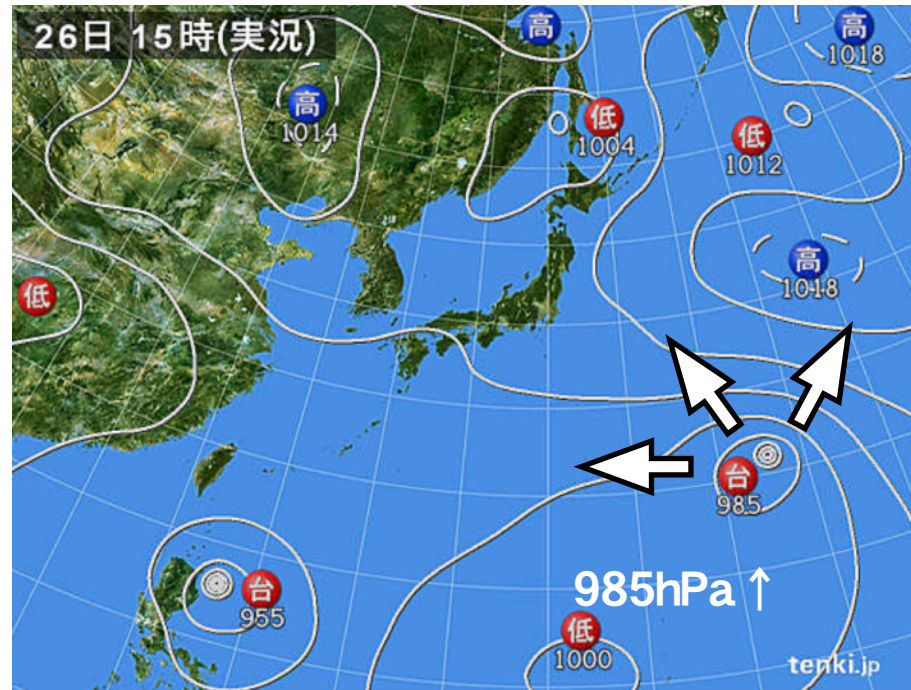 26日 15時(実況)
高
高
1018
高
1014
低
1004
低
1012
高
1018
低
台
985
台
955
985hPa↑
低
1000
tenki.jp